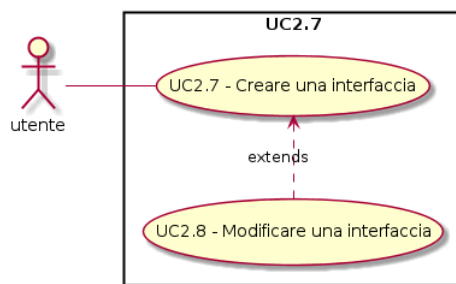 UC2.7
UC2.7 - Creare una interfaccia
utente
extends
UC2.8 - Modificare una interfaccia